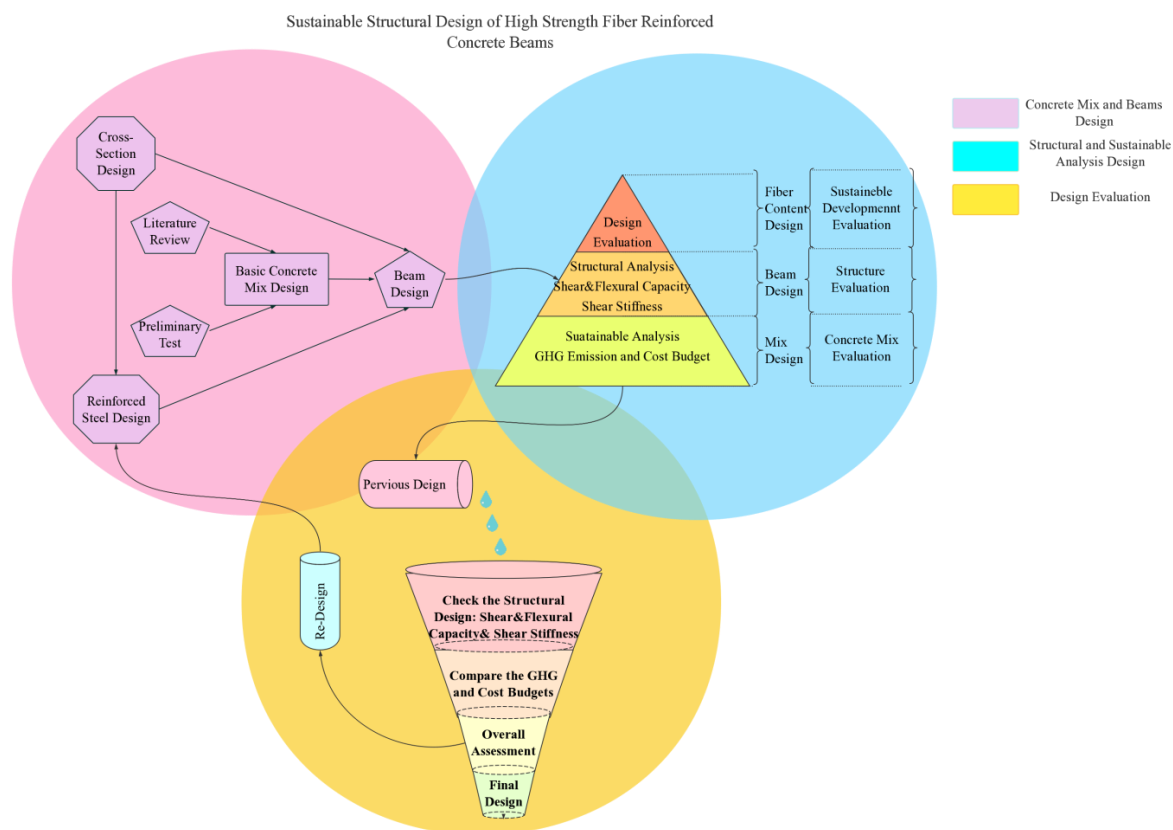 Sustainable Structural Design of High Strength Fiber Reinforced
Concrete Beams
Cross-
Section
Design
Literature
Review
Basic Concrete
Mix Design
Preliminary
Test
Beam
Design
Reinforced
Steel Design
Design
Evaluation
Structural Analysis
Shear&Flexural Capacity
Shear Stiffness
Suatainable Analysis
GHG Emission and Cost Budget
Fiber
Content
Design
Beam
Design
Mix
Design
Sustaineble
Developmennt
Evaluation
Structure
Evaluation
Concrete Mix
Evaluation
Concrete Mix and Beams
Design
Structural and Sustainable
Analysis Design
Design Evaluation
Pervious Deign
Re-Design
Check the Structural
Design: Shear&Flexural
Capacity& Shear Stiffness
Compare the GHG
and Cost Budgets
Overall
Assessment
Final
Design